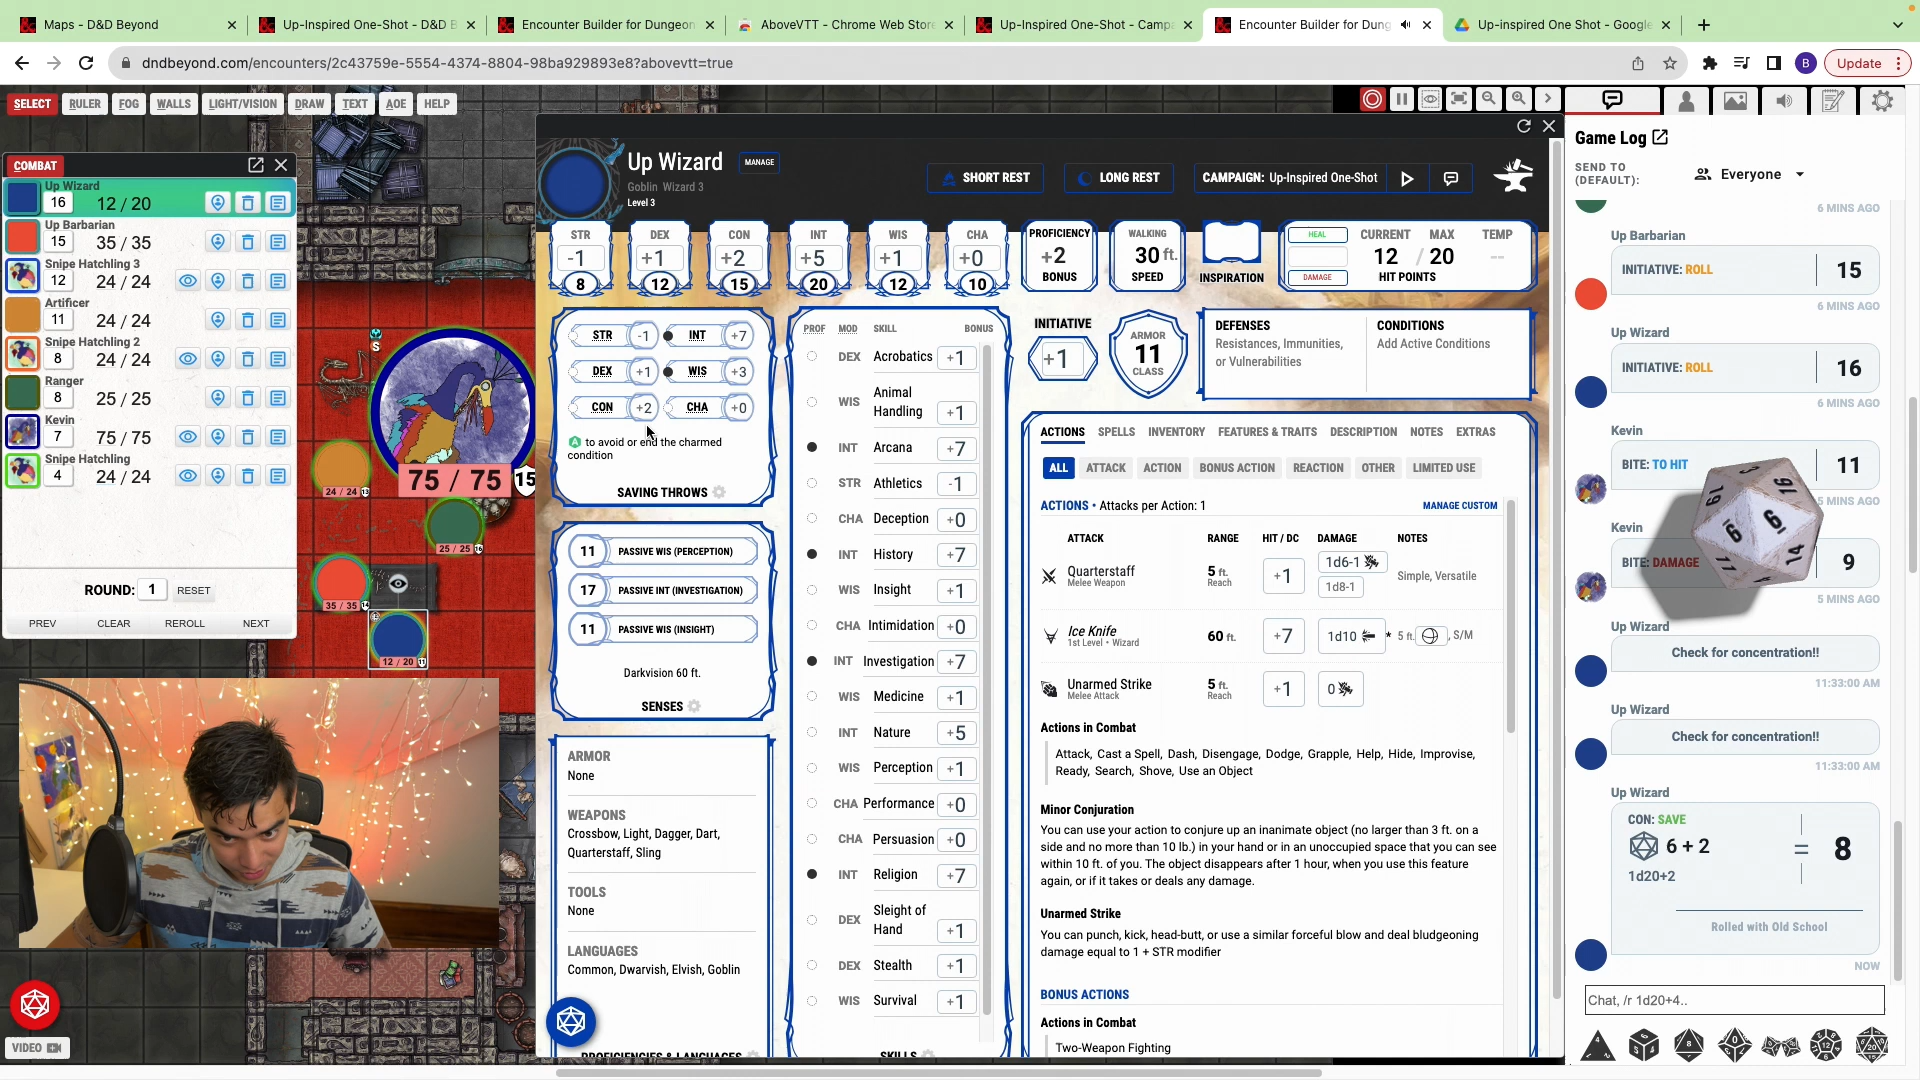 Maps - D&D Beyond
Up-Inspired One-Shot - D&D B
Encounter Builder for Dungeon
AboveVTT - Chrome Web Store
Up-Inspired One-Shot - Campa
Encounter Builder for Dung
Up-inspired One Shot - Google
dndbeyond.com/encounters/2c43759e-5554-4374-8804-98ba929893e8?abovevtt=true
B
Update
SELECT
RULER
FOG
WALLS
LIGHT/VISION
DRAW
TEXT
AOE
HELP
COMBAT
Up Wizard
16
12 / 20
Up Barbarian
15
35 / 35
Snipe Hatchling 3
12
24 / 24
Artificer
11
24 / 24
Snipe Hatchling 2
8
24 / 24
Ranger
8
25 / 25
Kevin
7
75 / 75
Snipe Hatchling
4
24 / 24
ROUND: 1 RESET
PREV
CLEAR
REROLL
NEXT
S
75 / 75
15
24 / 24
13
25 / 25
16
35 / 35
14
12 / 20
11
VIDEO
Up Wizard
MANAGE
Goblin Wizard 3
Level 3
SHORT REST
LONG REST
CAMPAIGN: Up-Inspired One-Shot
STR
-1
8
DEX
+1
12
CON
+2
15
INT
+5
20
WIS
+1
12
CHA
+0
10
PROFICIENCY
+2
BONUS
WALKING
30 ft.
SPEED
INSPIRATION
HEAL
DAMAGE
CURRENT
MAX
TEMP
12 / 20
--
HIT POINTS
STR -1
INT +7
DEX +1
WIS +3
CON +2
CHA +0
A to avoid or end the charmed
condition
SAVING THROWS
11 PASSIVE WIS (PERCEPTION)
17 PASSIVE INT (INVESTIGATION)
11 PASSIVE WIS (INSIGHT)
Darkvision 60 ft.
SENSES
ARMOR
None
WEAPONS
Crossbow, Light, Dagger, Dart,
Quarterstaff, Sling
TOOLS
None
LANGUAGES
Common, Dwarvish, Elvish, Goblin
PROFICIENCIES & LANGUAGES
PROF MOD SKILL BONUS
DEX Acrobatics +1
WIS Animal
Handling +1
INT Arcana +7
STR Athletics -1
CHA Deception +0
INT History +7
WIS Insight +1
CHA Intimidation +0
INT Investigation +7
WIS Medicine +1
INT Nature +5
WIS Perception +1
CHA Performance +0
CHA Persuasion +0
INT Religion +7
DEX Sleight of
Hand +1
DEX Stealth +1
WIS Survival +1
SKILLS
INITIATIVE
+1
ARMOR
11
CLASS
DEFENSES
Resistances, Immunities,
or Vulnerabilities
CONDITIONS
Add Active Conditions
ACTIONS
SPELLS
INVENTORY
FEATURES & TRAITS
DESCRIPTION
NOTES
EXTRAS
ALL
ATTACK
ACTION
BONUS ACTION
REACTION
OTHER
LIMITED USE
ACTIONS • Attacks per Action: 1
MANAGE CUSTOM
ATTACK RANGE HIT / DC DAMAGE NOTES
Quarterstaff
Melee Weapon
5 ft.
Reach
+1
1d6-1
1d8-1
Simple, Versatile
Ice Knife
1st Level • Wizard
60 ft.
+7
1d10
*
5 ft. , S/M
Unarmed Strike
Melee Attack
5 ft.
Reach
+1
0
Actions in Combat
Attack, Cast a Spell, Dash, Disengage, Dodge, Grapple, Help, Hide, Improvise,
Ready, Search, Shove, Use an Object
Minor Conjuration
You can use your action to conjure up an inanimate object (no larger than 3 ft. on a
side and no more than 10 lb.) in your hand or in an unoccupied space that you can see
within 10 ft. of you. The object disappears after 1 hour, when you use this feature
again, or if it takes or deals any damage.
Unarmed Strike
You can punch, kick, head-butt, or use a similar forceful blow and deal bludgeoning
damage equal to 1 + STR modifier
BONUS ACTIONS
Actions in Combat
Two-Weapon Fighting
Game Log
SEND TO
(DEFAULT):
Everyone
6 MINS AGO
Up Barbarian
INITIATIVE: ROLL
15
6 MINS AGO
Up Wizard
INITIATIVE: ROLL
16
6 MINS AGO
Kevin
BITE: TO HIT
11
5 MINS AGO
Kevin
BITE: DAMAGE
9
5 MINS AGO
19
16
9
6
11
14
Up Wizard
Check for concentration!!
11:33:00 AM
Up Wizard
Check for concentration!!
11:33:00 AM
Up Wizard
CON: SAVE
6 + 2
=
8
1d20+2
Rolled with Old School
NOW
Chat, /r 1d20+4..